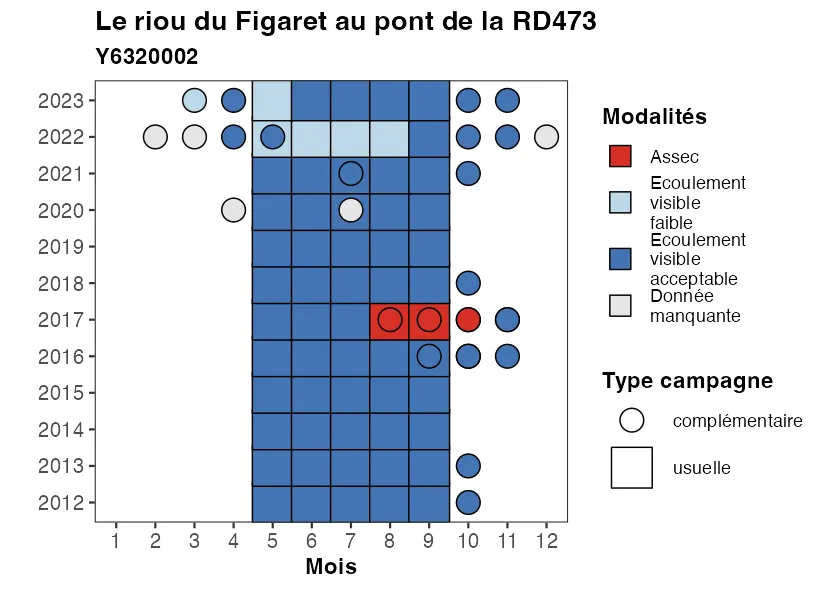 Le riou du Figaret au pont de la RD473
Y6320002
2023
2022
2021
2020
2019
2018
2017
2016
2015
2014
2013
2012
1 2 3 4 5 6 7 8 9 10 11 12
Mois
Modalités
Assec
Ecoulement
visible
faible
Ecoulement
visible
acceptable
Donnée
manquante
Type campagne
complémentaire
usuelle